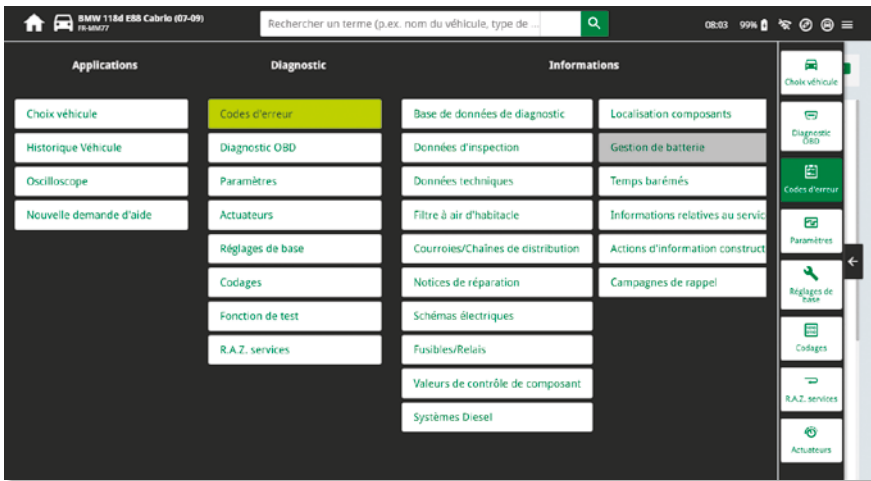 BMW 118d E88 Cabrio (07-09)
FR-MM77
Rechercher un terme (p.ex. nom du véhicule, type de ...
08:03 99%
Applications
Choix véhicule
Historique Véhicule
Oscilloscope
Nouvelle demande d'aide
Diagnostic
Codes d'erreur
Diagnostic OBD
Paramètres
Actuateurs
Réglages de base
Codages
Fonction de test
R.A.Z. services
Informations
Base de données de diagnostic
Données d'inspection
Données techniques
Filtre à air d'habitacle
Courroies/Chaînes de distribution
Notices de réparation
Schémas électriques
Fusibles/Relais
Valeurs de contrôle de composant
Systèmes Diesel
Localisation composants
Gestion de batterie
Temps barémés
Informations relatives au servic
Actions d'information construct
Campagnes de rappel
Choix véhicule
Diagnostic
OBD
Codes d'erreur
Paramètres
Réglages de
base
Codages
R.A.Z. services
Actuateurs